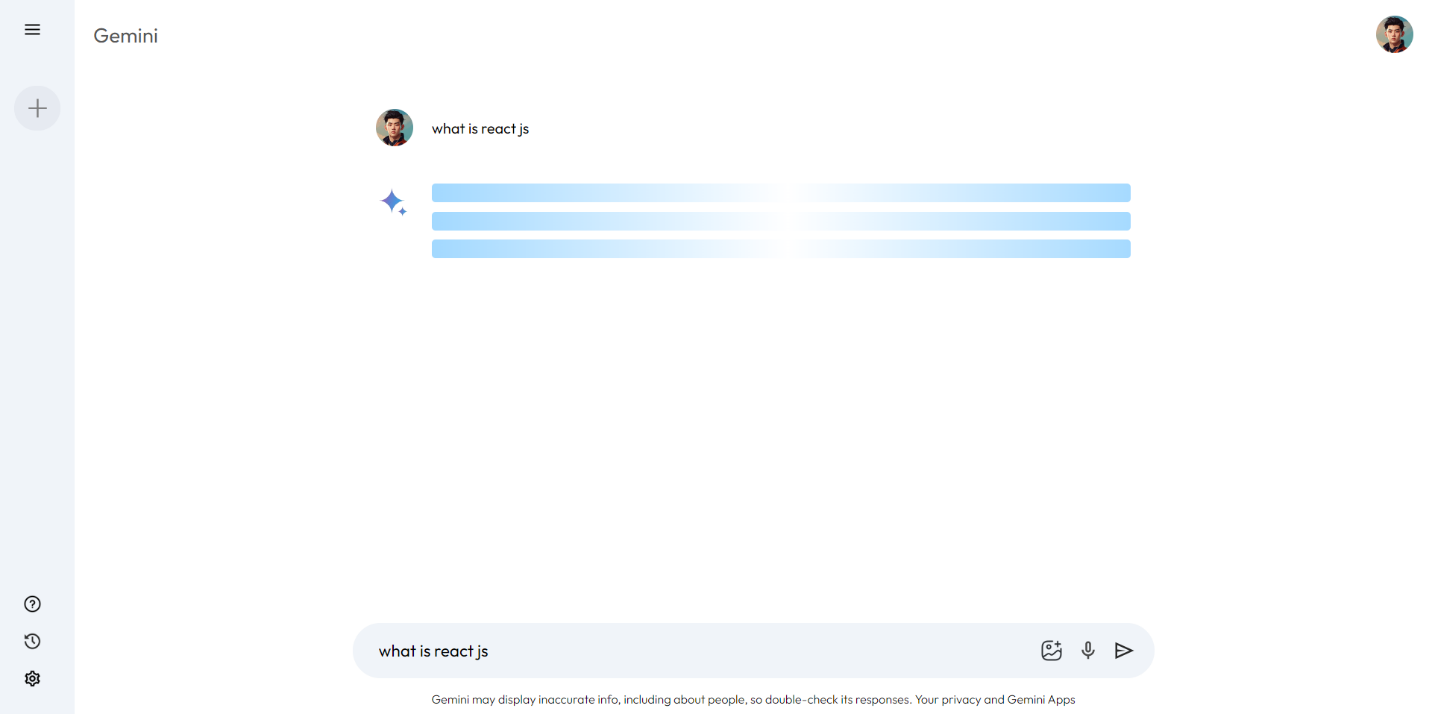 Gemini
what is react js
what is react js
Gemini may display inaccurate info, including about people, so double-check its responses. Your privacy and Gemini Apps